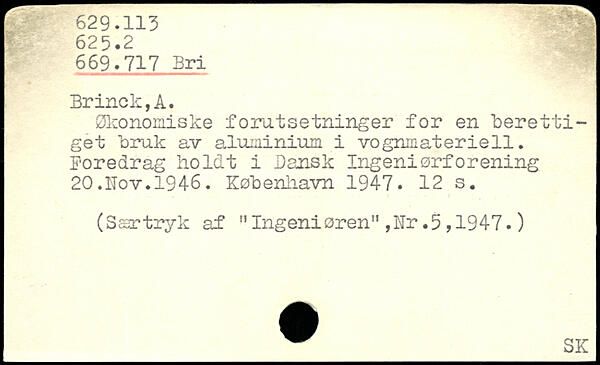 629.113
625.2
669.717 Bri
Brinck,A.
Økonomiske forutsetninger for en beretti-
get bruk av aluminium i vognmateriell.
Foredrag holdt i Dansk Ingeniørforening
20.Nov.1946. København 1947. 12 s.
(Særtryk af "Ingeniøren",Nr.5,1947.)
SK